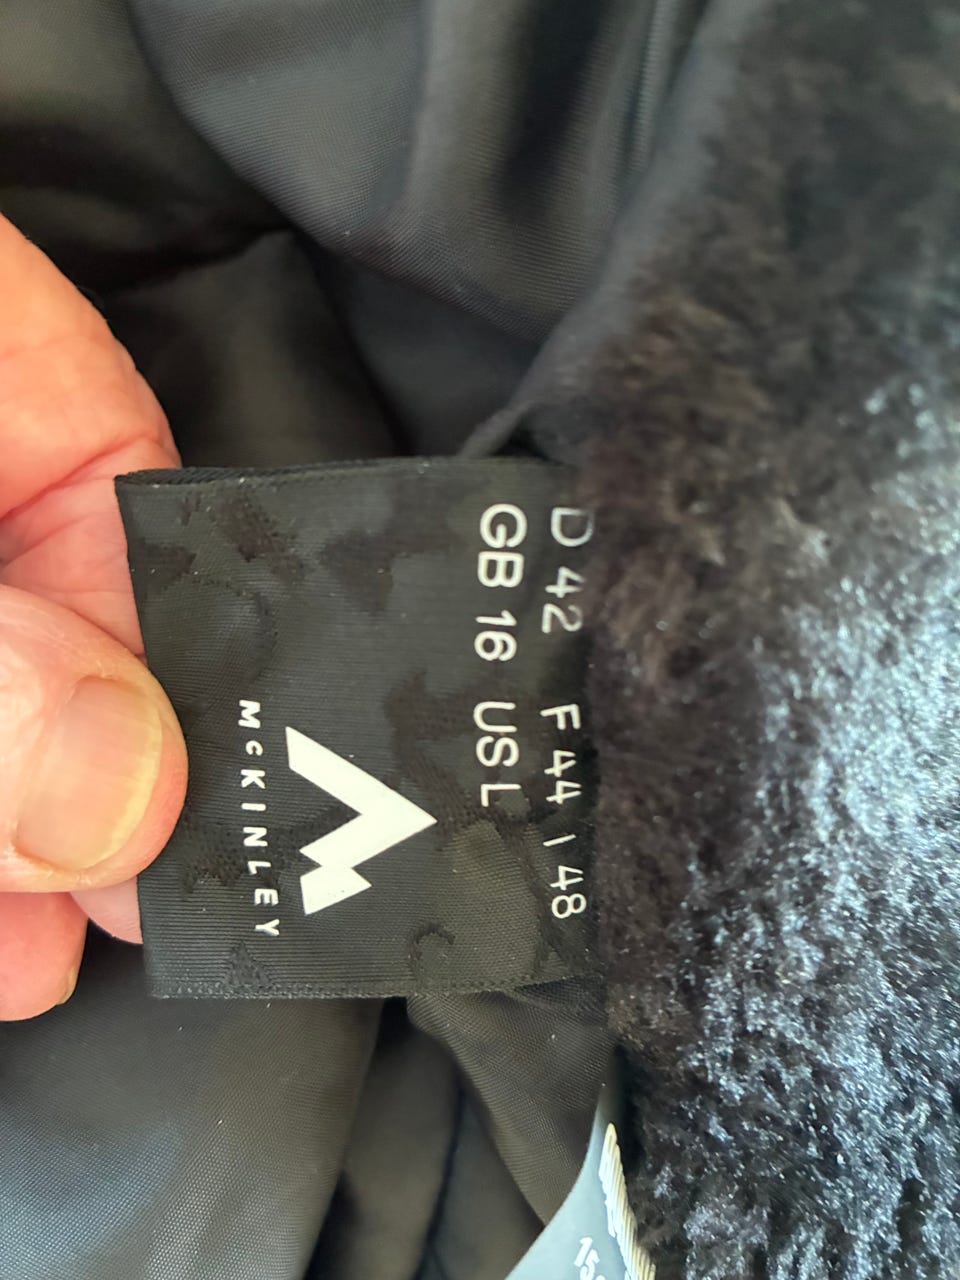 D 42 F 44 I 48
GB 16 US L
McKINLEY